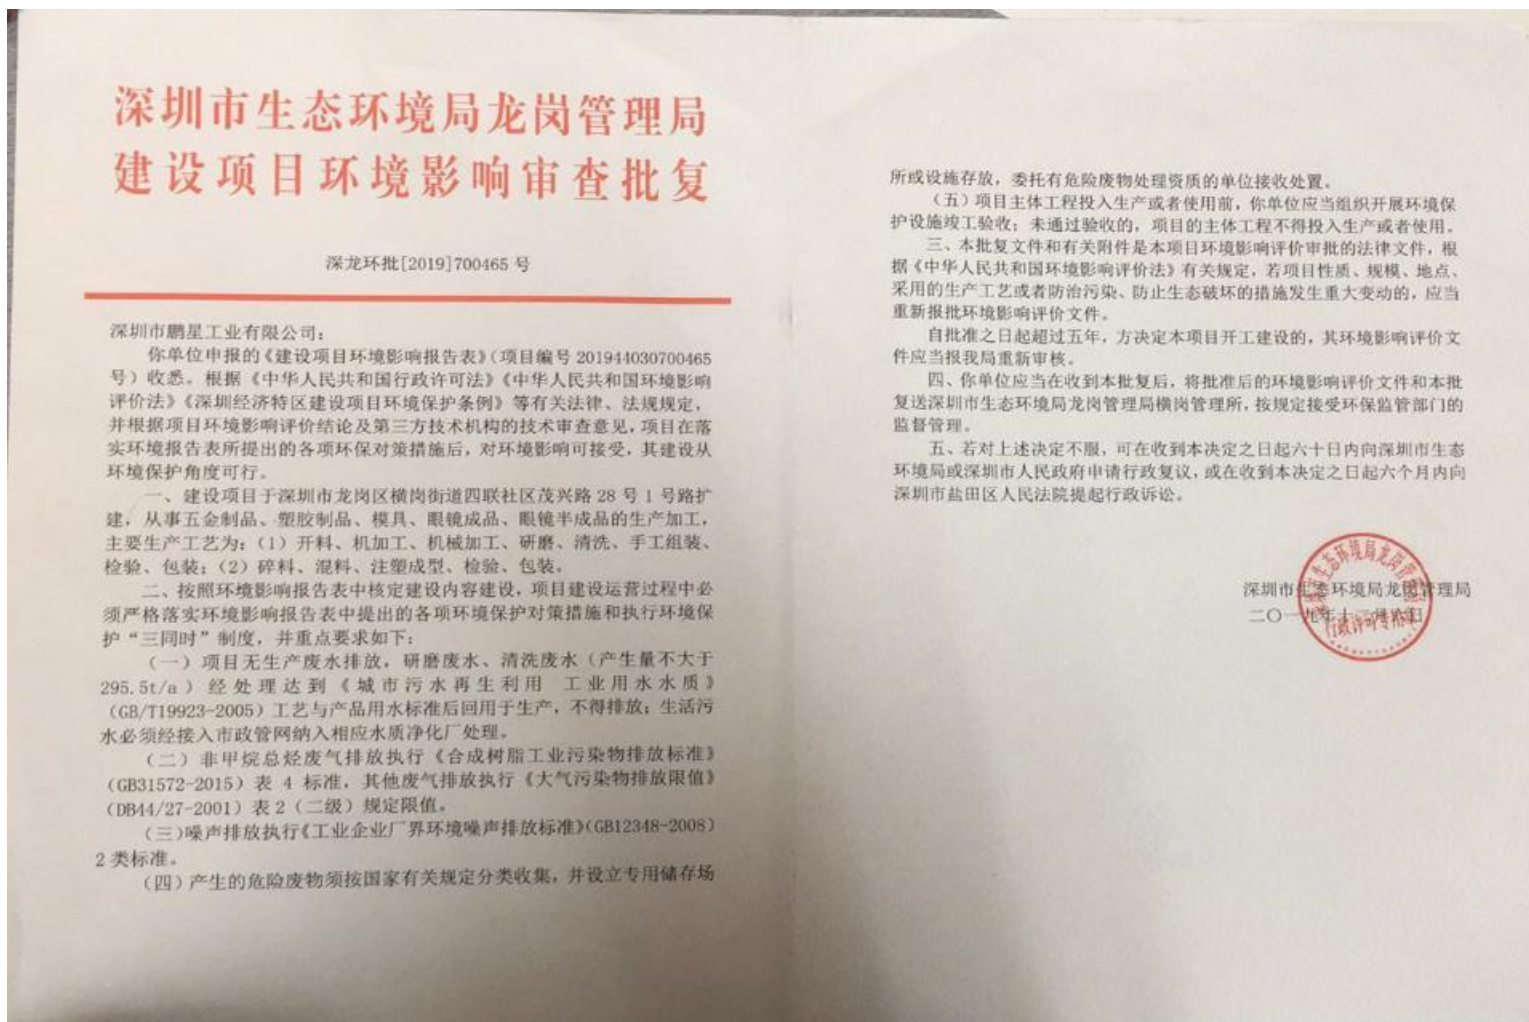 深圳市生态环境局龙岗管理局
建设项目环境影响审查批复
深龙环批[2019]700465 号
深圳市鹏星工业有限公司：
你单位申报的《建设项目环境影响报告表》（项目编号 201944030700465
号）收悉。根据《中华人民共和国行政许可法》《中华人民共和国环境影响
评价法》《深圳经济特区建设项目环境保护条例》等有关法律、法规规定，
并根据项目环境影响评价结论及第三方技术机构的技术审查意见，项目在落
实环境报告表所提出的各项环保对策措施后，对环境影响可接受，其建设从
环境保护角度可行。
一、建设项目于深圳市龙岗区横岗街道四联社区茂兴路 28 号 1 号路扩
建，从事五金制品、塑胶制品、模具、眼镜成品、眼镜半成品的生产加工，
主要生产工艺为：（1）开料、机加工、机械加工、研磨、清洗、手工组装、
检验、包装；（2）碎料、混料、注塑成型、检验、包装。
二、按照环境影响报告表中核定建设内容建设，项目建设运营过程中必
须严格落实环境影响报告表中提出的各项环境保护对策措施和执行环境保
护“三同时”制度，并重点要求如下：
（一）项目无生产废水排放，研磨废水、清洗废水（产生量不大于
295.5t/a）经处理达到《城市污水再生利用 工业用水水质》
（GB/T19923-2005）工艺与产品用水标准后回用于生产，不得排放；生活污
水必须经接入市政管网纳入相应水质净化厂处理。
（二）非甲烷总烃废气排放执行《合成树脂工业污染物排放标准》
（GB31572-2015）表 4 标准，其他废气排放执行《大气污染物排放限值》
（DB44/27-2001）表 2（二级）规定限值。
（三）噪声排放执行《工业企业厂界环境噪声排放标准》（GB12348-2008）
2 类标准。
（四）产生的危险废物须按国家有关规定分类收集，并设立专用储存场
所或设施存放，委托有危险废物处理资质的单位接收处置。
（五）项目主体工程投入生产或者使用前，你单位应当组织开展环境保
护设施竣工验收；未通过验收的，项目的主体工程不得投入生产或者使用。
三、本批复文件和有关附件是本项目环境影响评价审批的法律文件，根
据《中华人民共和国环境影响评价法》有关规定，若项目性质、规模、地点、
采用的生产工艺或者防治污染、防止生态破坏的措施发生重大变动的，应当
重新报批环境影响评价文件。
自批准之日起超过五年，方决定本项目开工建设的，其环境影响评价文
件应当报我局重新审核。
四、你单位应当在收到本批复后，将批准后的环境影响评价文件和本批
复送深圳市生态环境局龙岗管理局横岗管理所，按规定接受环保监管部门的
监督管理。
五、若对上述决定不服，可在收到本决定之日起六十日内向深圳市生态
环境局或深圳市人民政府申请行政复议，或在收到本决定之日起六个月内向
深圳市盐田区人民法院提起行政诉讼。
深圳市生态环境局龙岗管理局
二〇一九年十月日
行政许可专用章